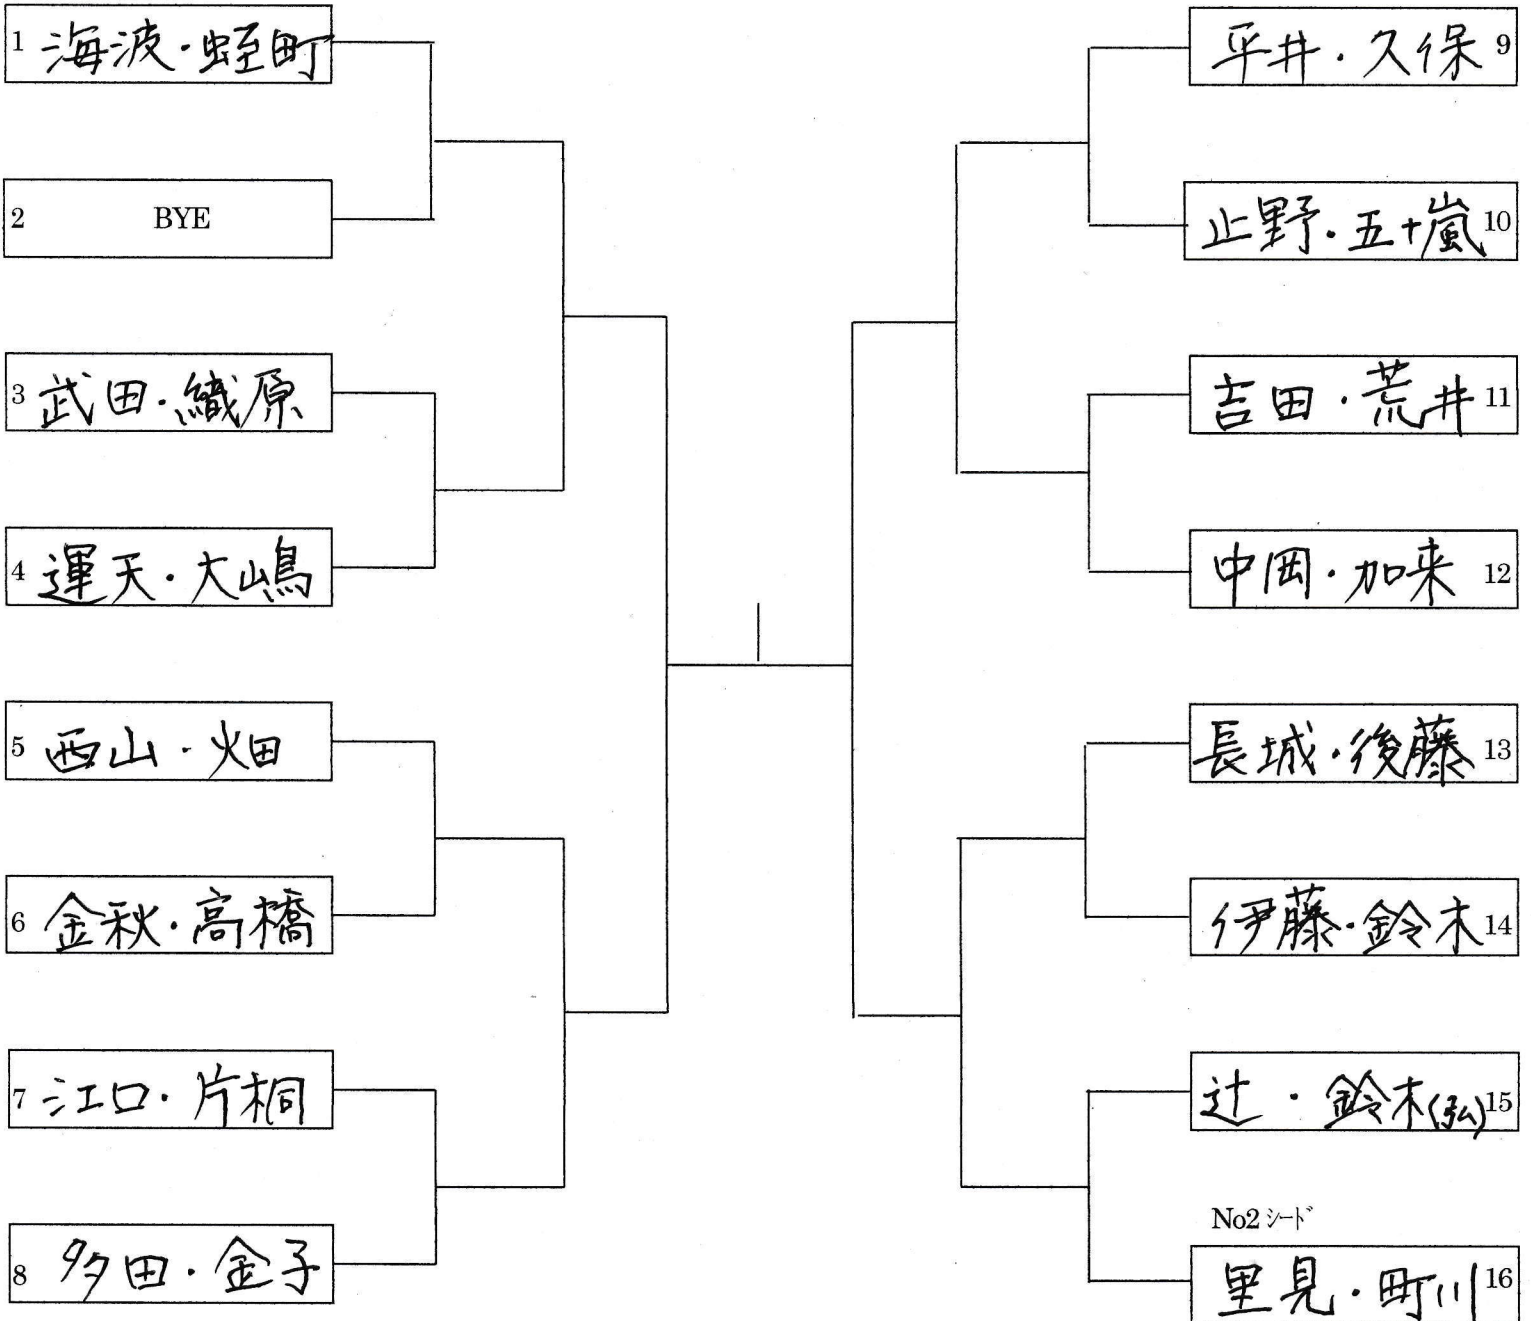 1 海波・蛭町
2 BYE
3 武田・織原
4 運天・大嶋
5 西山・畑
6 金秋・高橋
7 江口・片桐
8 多田・金子
平井・久保 9
止野・五十嵐 10
吉田・荒井 11
中岡・加来 12
長城・後藤 13
伊藤・鈴木 14
辻・鈴木(弘) 15
No2 シード
里見・町川 16